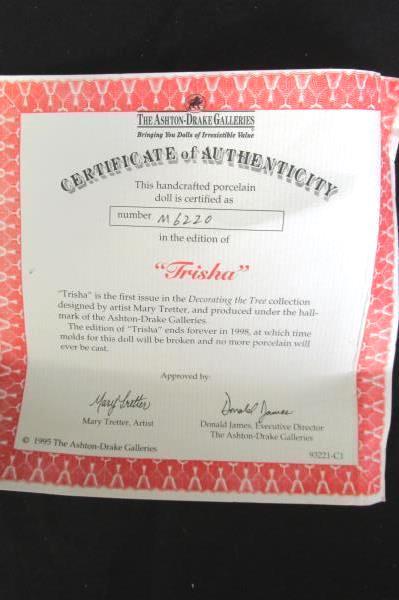 THE ASHTON-DRAKE GALLERIES
Bringing You Dolls of Irresistible Value
CERTIFICATE of AUTHENTICITY
This handcrafted porcelain
doll is certified as
number M6220
in the edition of
"Trisha"
"Trisha" is the first issue in the Decorating the Tree collection
designed by artist Mary Tretter, and produced under the hall-
mark of the Ashton-Drake Galleries.
The edition of "Trisha" ends forever in 1998, at which time
molds for this doll will be broken and no more porcelain will
ever be cast.
Approved by:
Mary Tretter Donald James
Mary Tretter, Artist Donald James, Executive Director
The Ashton-Drake Galleries
© 1995 The Ashton-Drake Galleries 93221-C1